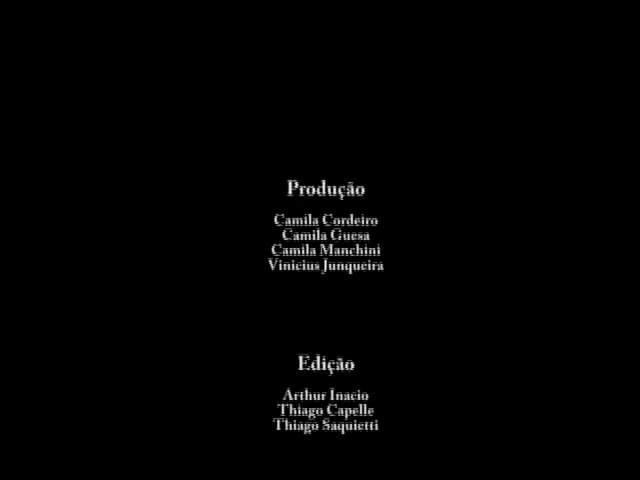 Produção
Camila Cordeiro
Camila Guesa
Camila Manchini
Vinicius Junqueira
Edição
Arthur Inacio
Thiago Capelle
Thiago Saquietti